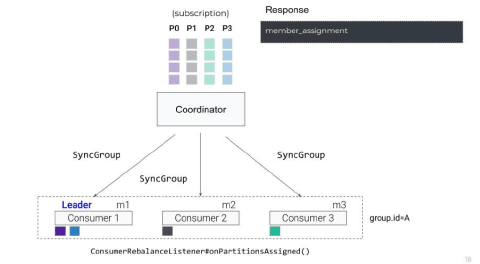 (subscription)
P0 P1 P2 P3
Response
member_assignment
Coordinator
SyncGroup
SyncGroup
SyncGroup
Leader m1
m2
m3
Consumer 1
Consumer 2
Consumer 3
group.id=A
ConsumerRebalanceListener#onPartitionsAssigned()
18